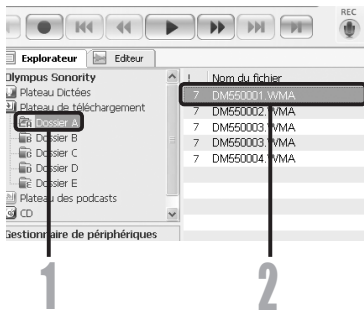 REC
Explorateur
Editeur
Olympus Sonority
Plateau Dictées
Plateau de téléchargement
Dossier A
Dossier B
Dossier C
Dossier D
Dossier E
Plateau des podcasts
CD
Gestionnaire de périphériques
! Nom du fichier
7 DM550001.WMA
7 DM550002.WMA
7 DM550003.WMA
7 DM550003.WMA
7 DM550004.WMA
1
2